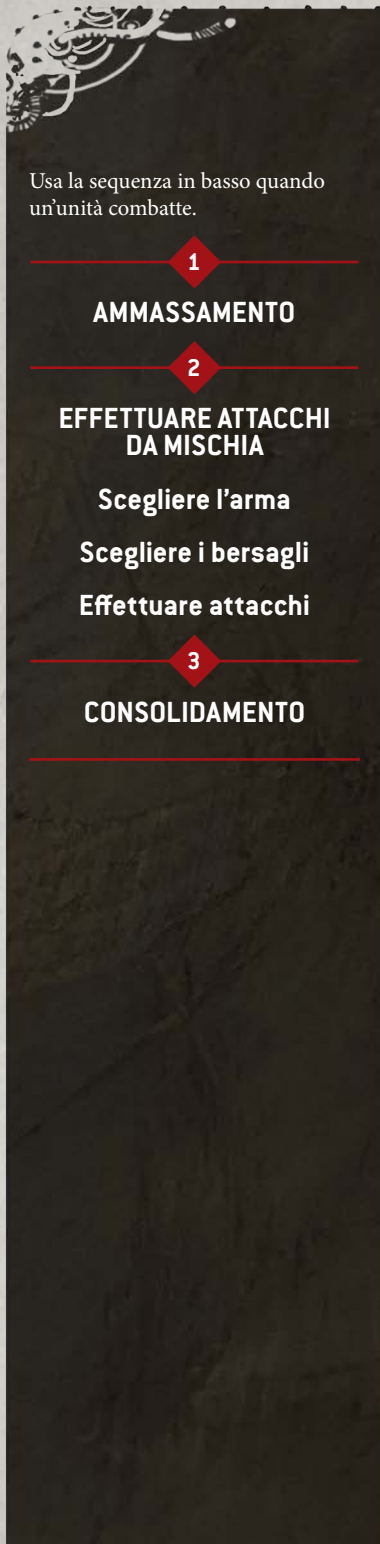 Usa la sequenza in basso quando
un'unità combatte.
1
AMMASSAMENTO
2
EFFETTUARE ATTACCHI
DA MISCHIA
Scegliere l’arma
Scegliere i bersagli
Effettuare attacchi
3
CONSOLIDAMENTO